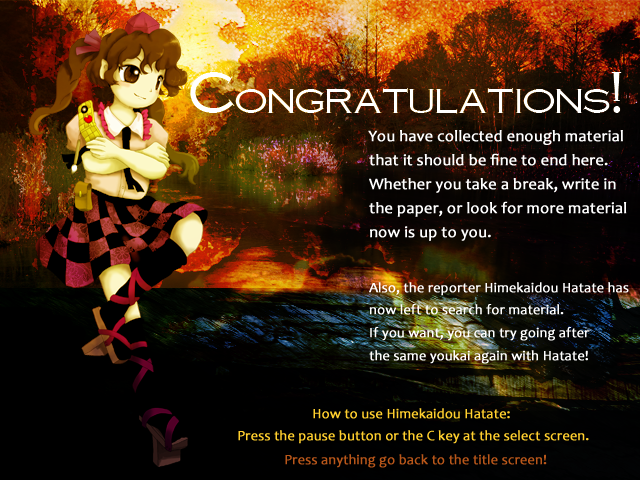 Congratulations!
You have collected enough material
that it should be fine to end here.
Whether you take a break, write in
the paper, or look for more material
now is up to you.
Also, the reporter Himekaidou Hatate has
now left to search for material.
If you want, you can try going after
the same youkai again with Hatate!
How to use Himekaidou Hatate:
Press the pause button or the C key at the select screen.
Press anything go back to the title screen!